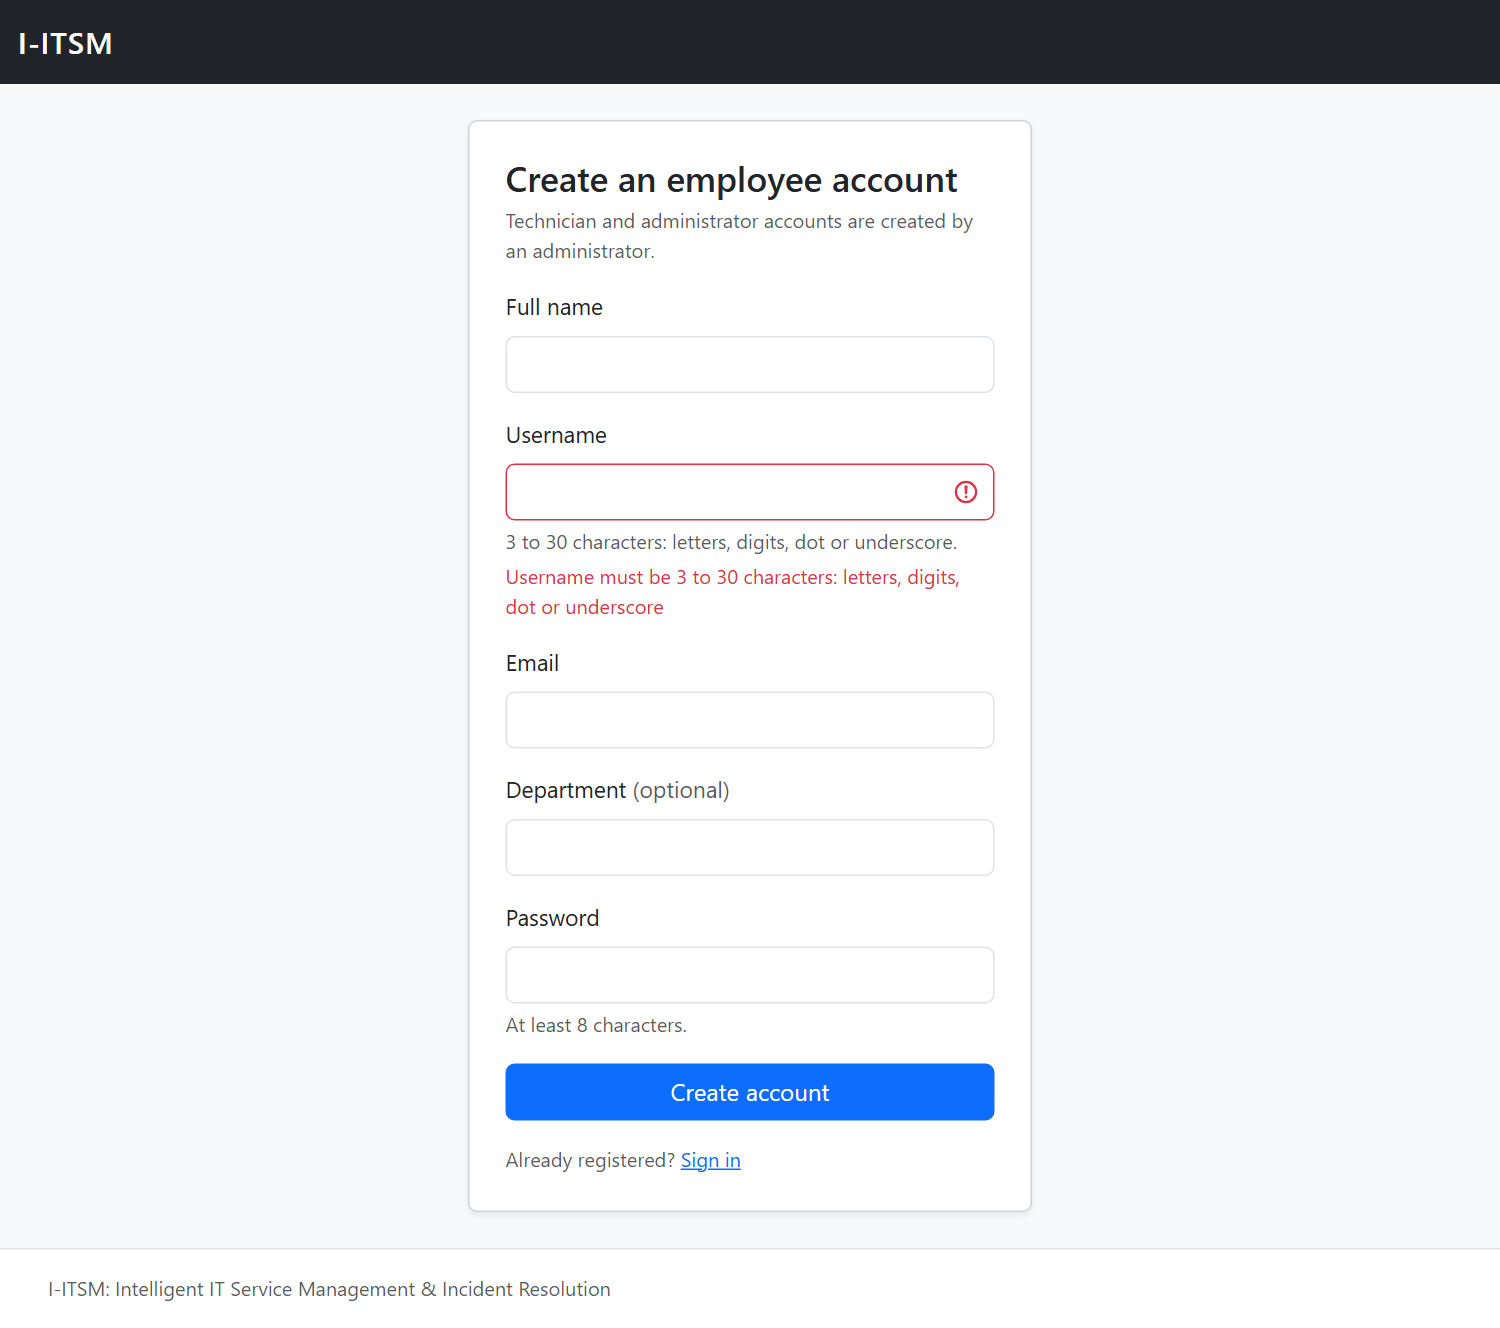 I-ITSM
Create an employee account
Technician and administrator accounts are created by
an administrator.
Full name
Username
3 to 30 characters: letters, digits, dot or underscore.
Username must be 3 to 30 characters: letters, digits,
dot or underscore
Email
Department (optional)
Password
At least 8 characters.
Create account
Already registered? Sign in
I-ITSM: Intelligent IT Service Management & Incident Resolution